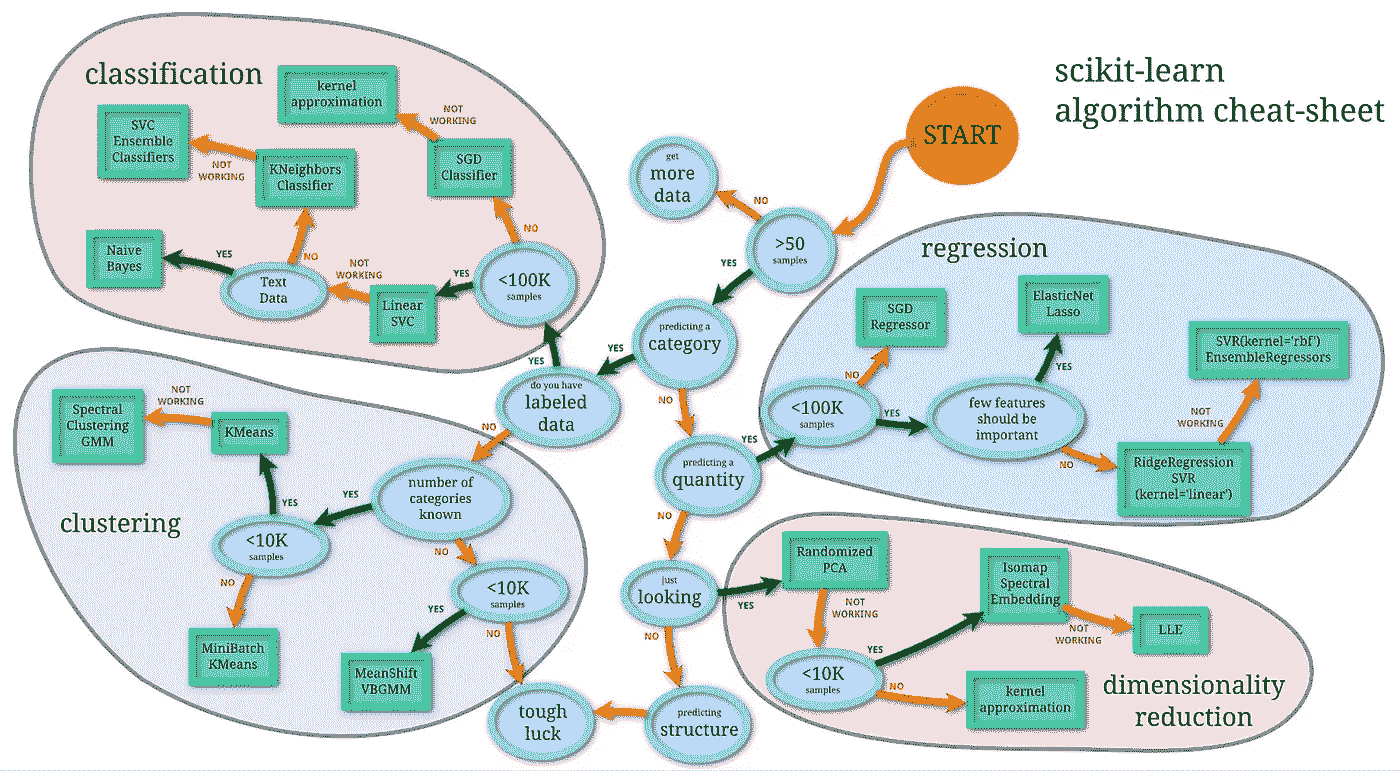 scikit-learn
algorithm cheat-sheet
START
>50
samples
NO
get
more
data
YES
predicting a
category
YES
NO
do you have
labeled
data
YES
NO
predicting a
quantity
YES
NO
just
looking
YES
NO
predicting
structure
tough
luck
classification
kernel
approximation
NOT
WORKING
SVC
Ensemble
Classifiers
NOT
WORKING
KNeighbors
Classifier
SGD
Classifier
NO
Naive
Bayes
YES
NO
Text
Data
NOT
WORKING
Linear
SVC
YES
<100K
samples
regression
SGD
Regressor
ElasticNet
Lasso
SVR(kernel='rbf')
EnsembleRegressors
NO
YES
<100K
samples
YES
few features
should be
important
NO
NOT
WORKING
RidgeRegression
SVR
(kernel='linear')
clustering
Spectral
Clustering
GMM
NOT
WORKING
KMeans
number of
categories
known
YES
YES
NO
<10K
samples
NO
MiniBatch
KMeans
<10K
samples
YES
NO
MeanShift
VBGMM
dimensionality
reduction
Randomized
PCA
NOT
WORKING
<10K
samples
YES
NO
Isomap
Spectral
Embedding
NOT
WORKING
LLE
kernel
approximation